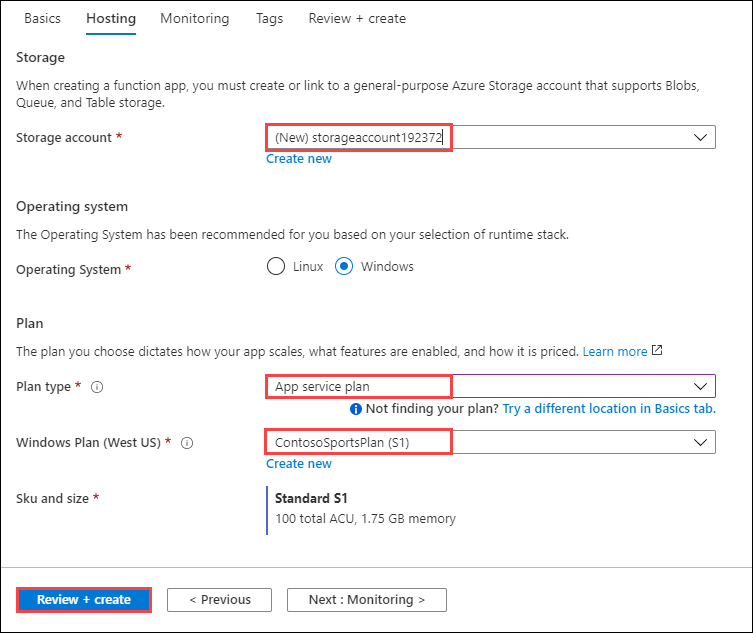 Basics Hosting Monitoring Tags Review + create
Storage
When creating a function app, you must create or link to a general-purpose Azure Storage account that supports Blobs,
Queue, and Table storage.
Storage account * (New) storageaccount192372
Create new
Operating system
The Operating System has been recommended for you based on your selection of runtime stack.
Operating System * Linux Windows
Plan
The plan you choose dictates how your app scales, what features are enabled, and how it is priced. Learn more
Plan type * App service plan
Not finding your plan? Try a different location in Basics tab.
Windows Plan (West US) * ContosoSportsPlan (S1)
Create new
Sku and size * Standard S1
100 total ACU, 1.75 GB memory
Review + create < Previous Next : Monitoring >